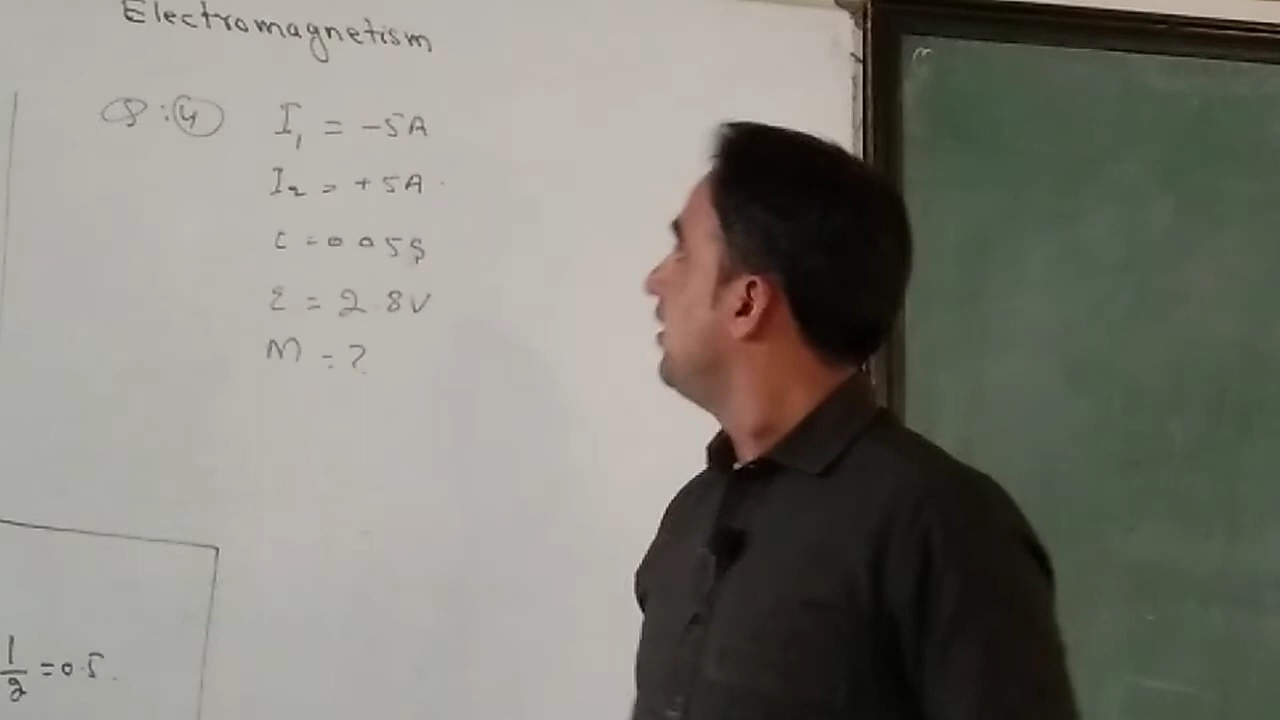 Electromagnetism
Q:4 I₁ = -5A
I₂ = +5A
t = 0.05s
ε = 2.8V
M = ?
1/2 = 0.5